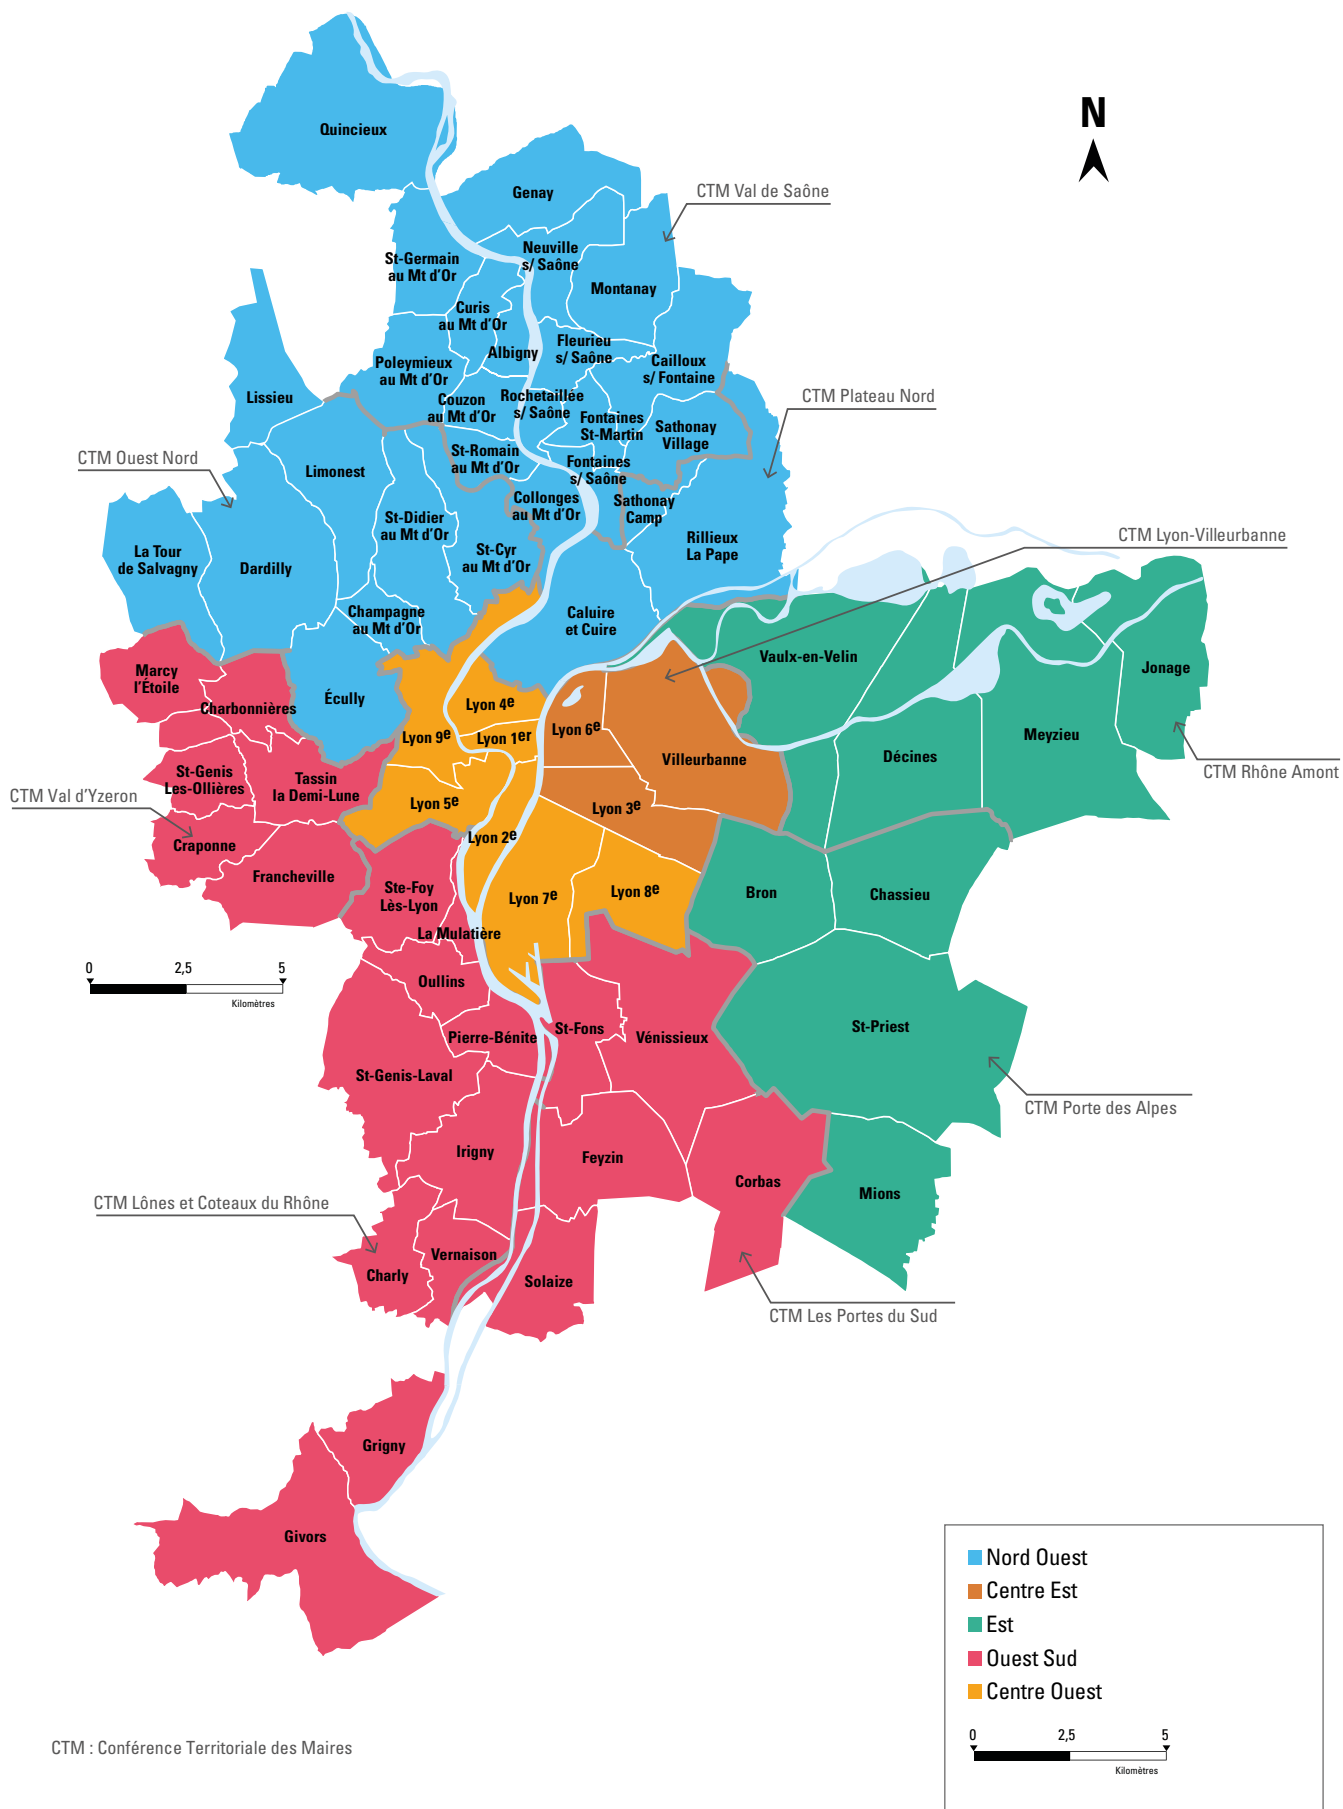 N
Quincieux
Genay
CTM Val de Saône
Neuville
s/ Saône
St-Germain
au Mt d'Or
Montanay
Curis
au Mt d'Or
Fleurieu
s/ Saône
Albigny
Cailloux
s/ Fontaine
Poleymieux
au Mt d'Or
Lissieu
Couzon
au Mt d'Or
Rochetaillée
s/ Saône
CTM Plateau Nord
Fontaines
St-Martin
Sathonay
Village
CTM Ouest Nord
Limonest
St-Romain
au Mt d'Or
Fontaines
s/ Saône
Collonges
au Mt d'Or
Sathonay
Camp
St-Didier
au Mt d'Or
CTM Lyon-Villeurbanne
Rillieux
La Pape
La Tour
de Salvagny
Dardilly
St-Cyr
au Mt d'Or
Champagne
au Mt d'Or
Caluire
et Cuire
Vaulx-en-Velin
Jonage
Marcy
l'Étoile
Charbonnières
Écully
Lyon 4e
Lyon 9e
Lyon 1er
Lyon 6e
Villeurbanne
Décines
Meyzieu
CTM Rhône Amont
St-Genis
Les-Ollières
Tassin
la Demi-Lune
CTM Val d'Yzeron
Lyon 5e
Lyon 3e
Craponne
Lyon 2e
Francheville
Ste-Foy
Lès-Lyon
Lyon 7e
Lyon 8e
Bron
Chassieu
La Mulatière
0 2,5 5
Kilomètres
Oullins
St-Fons
Pierre-Bénite
Vénissieux
St-Priest
St-Genis-Laval
CTM Porte des Alpes
Irigny
Feyzin
Corbas
Mions
CTM Lônes et Coteaux du Rhône
Vernaison
Charly
Solaize
CTM Les Portes du Sud
Grigny
Givors
Nord Ouest
Centre Est
Est
Ouest Sud
Centre Ouest
0 2,5 5
Kilomètres
CTM : Conférence Territoriale des Maires